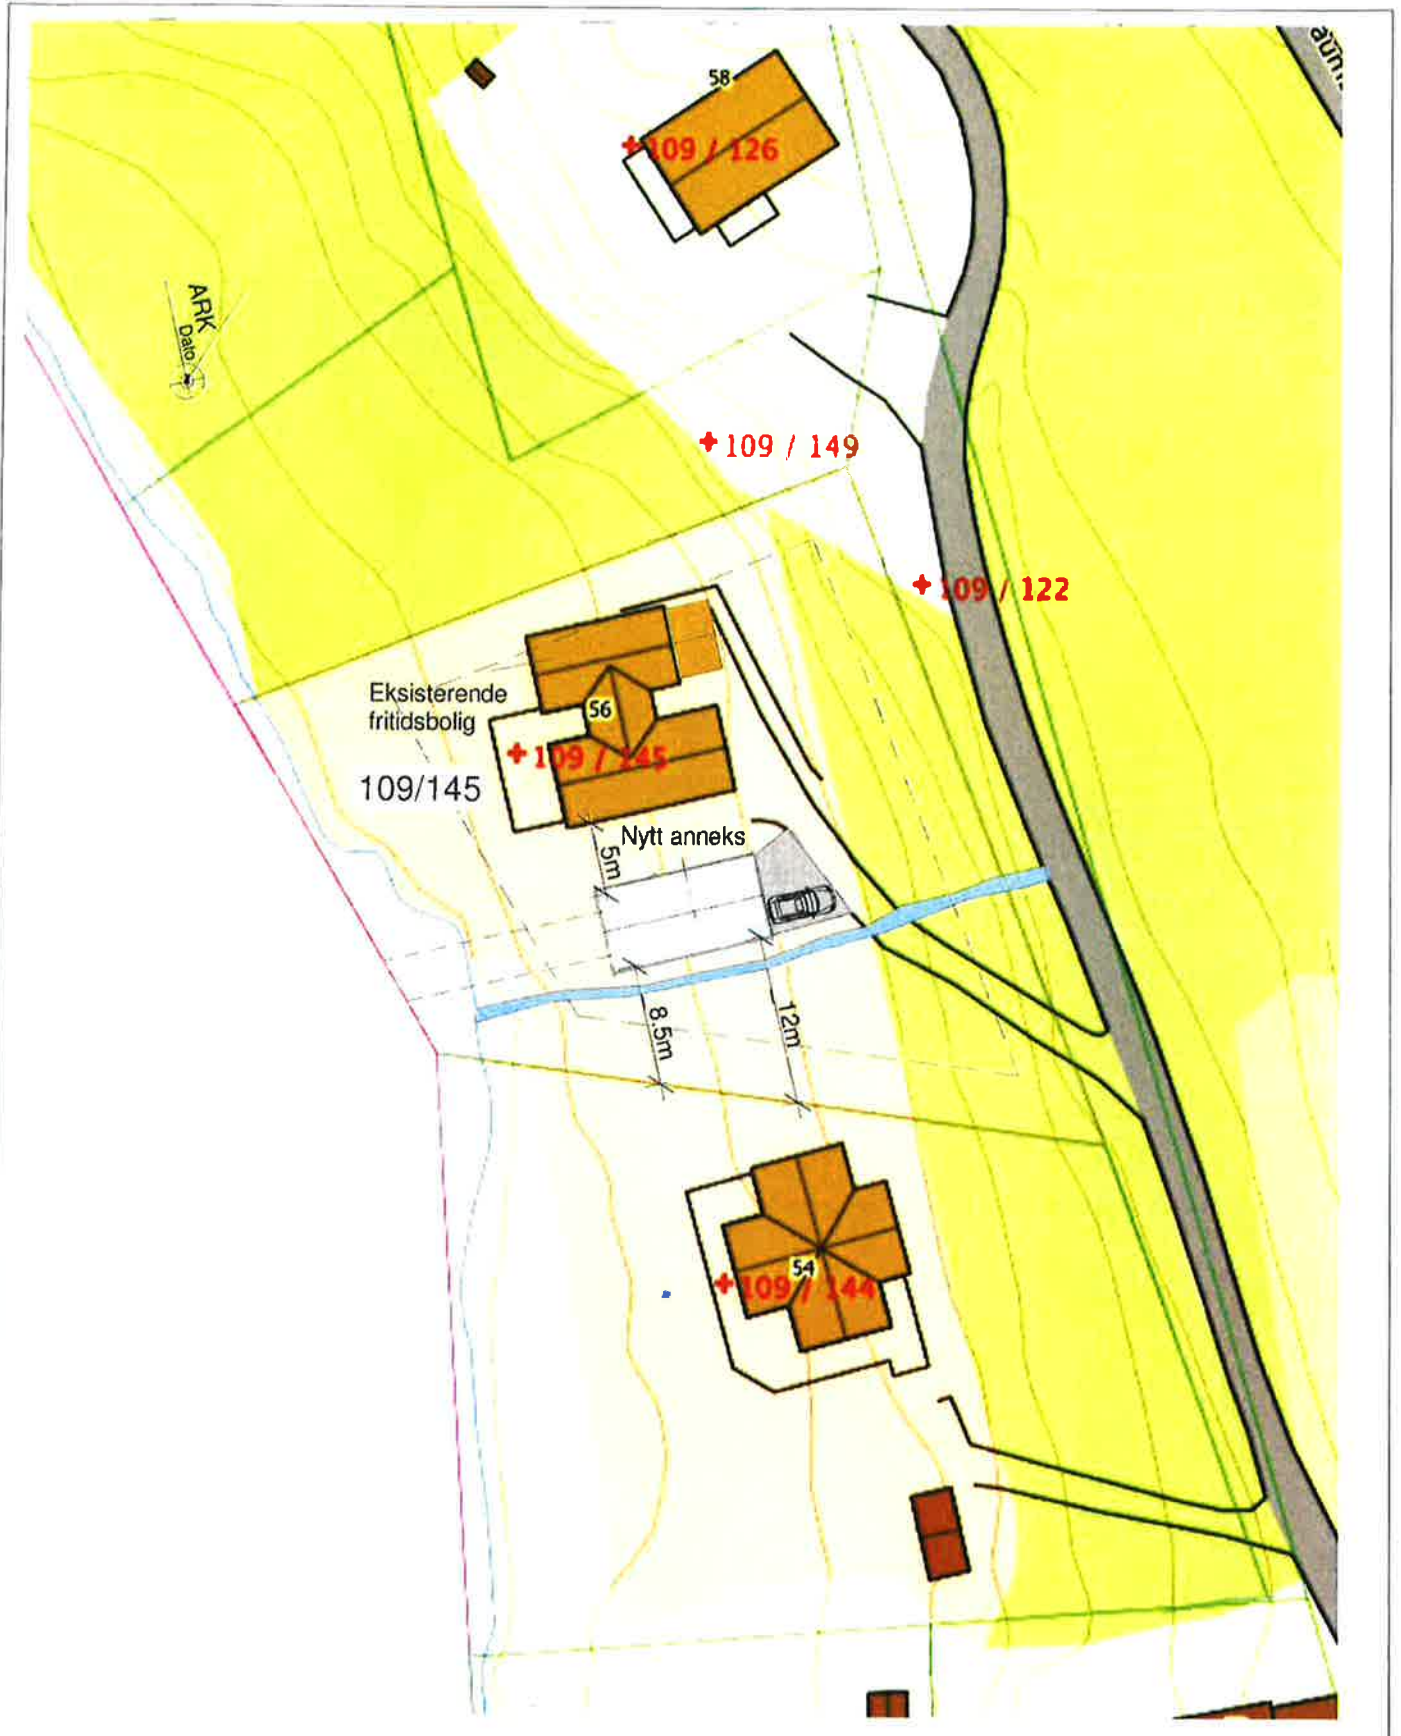 58
109 / 126
ARK
Dato
109 / 149
109 / 122
Eksisterende
fritidsbolig
56
109 / 145
109/145
Nytt anneks
5m
8.5m
12m
54
109 / 144